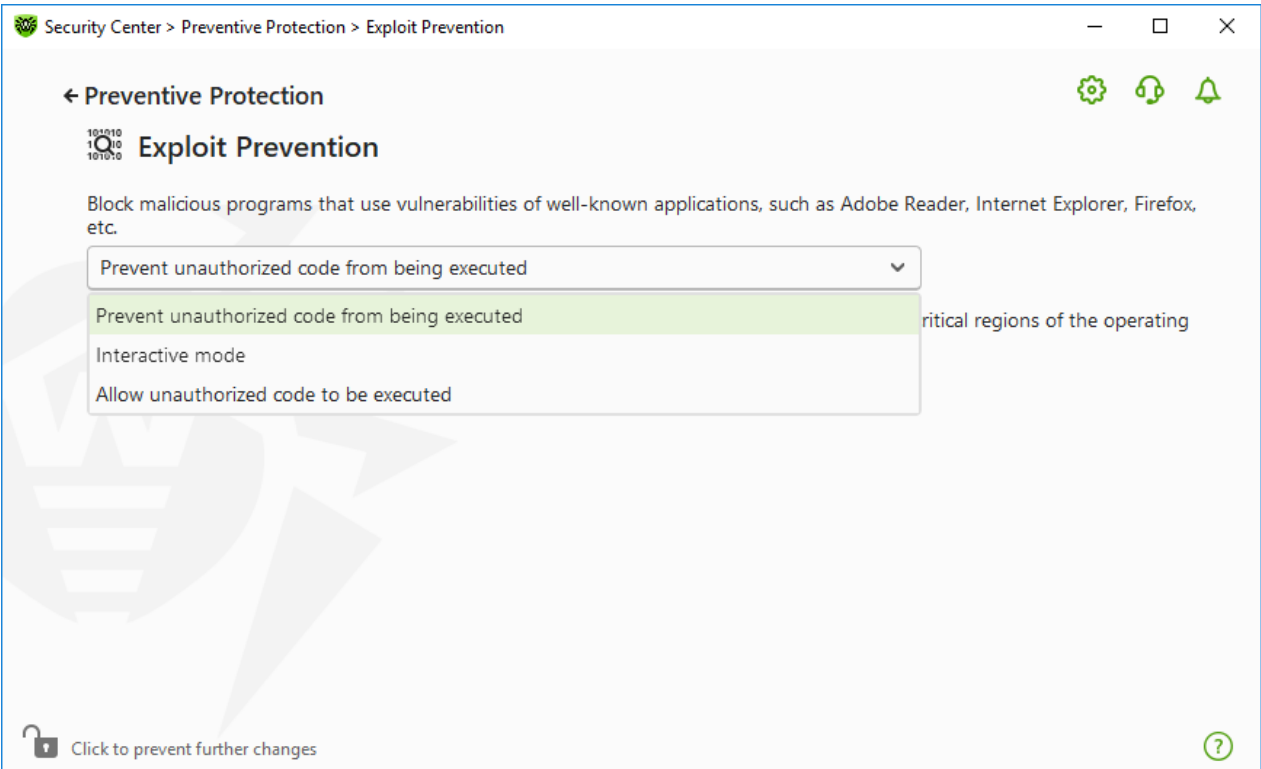 Security Center > Preventive Protection > Exploit Prevention
Preventive Protection
101010
Exploit Prevention
101010
Block malicious programs that use vulnerabilities of well-known applications, such as Adobe Reader, Internet Explorer, Firefox,
etc.
Prevent unauthorized code from being executed
Prevent unauthorized code from being executed
ritical regions of the operating
Interactive mode
Allow unauthorized code to be executed
Click to prevent further changes
?